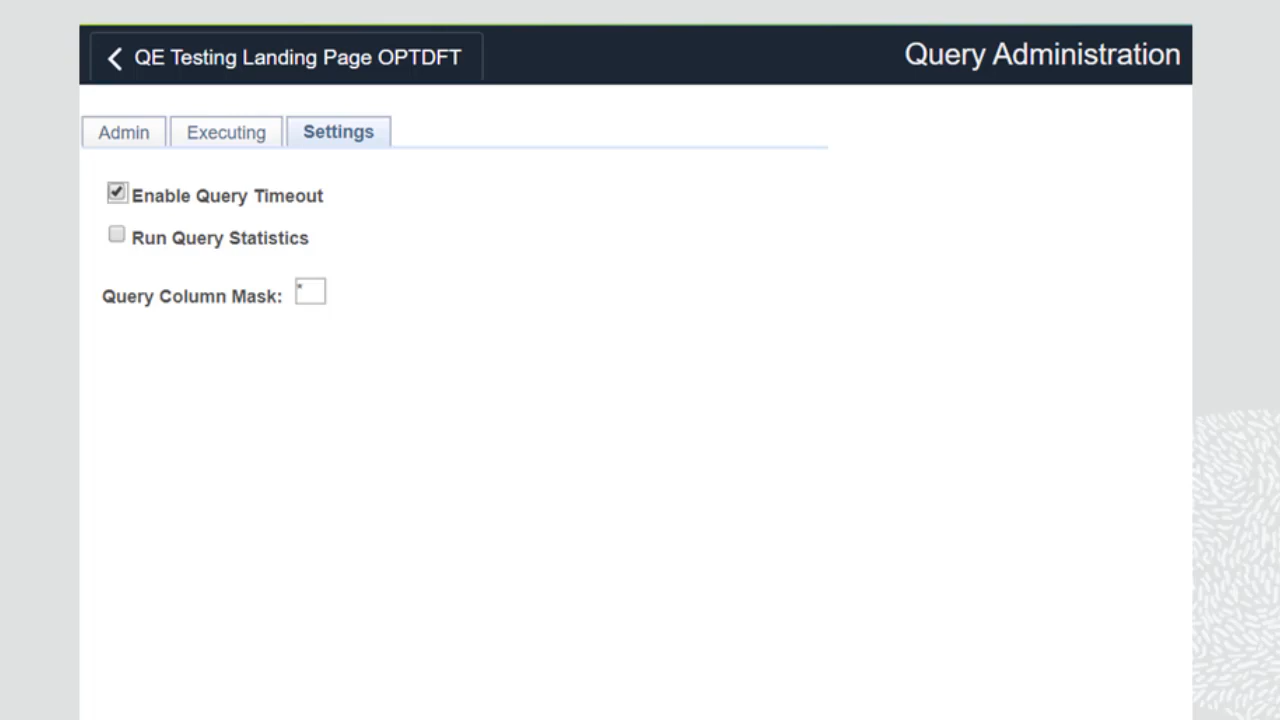 QE Testing Landing Page OPTDFT
Query Administration
Admin
Executing
Settings
Enable Query Timeout
Run Query Statistics
Query Column Mask: *